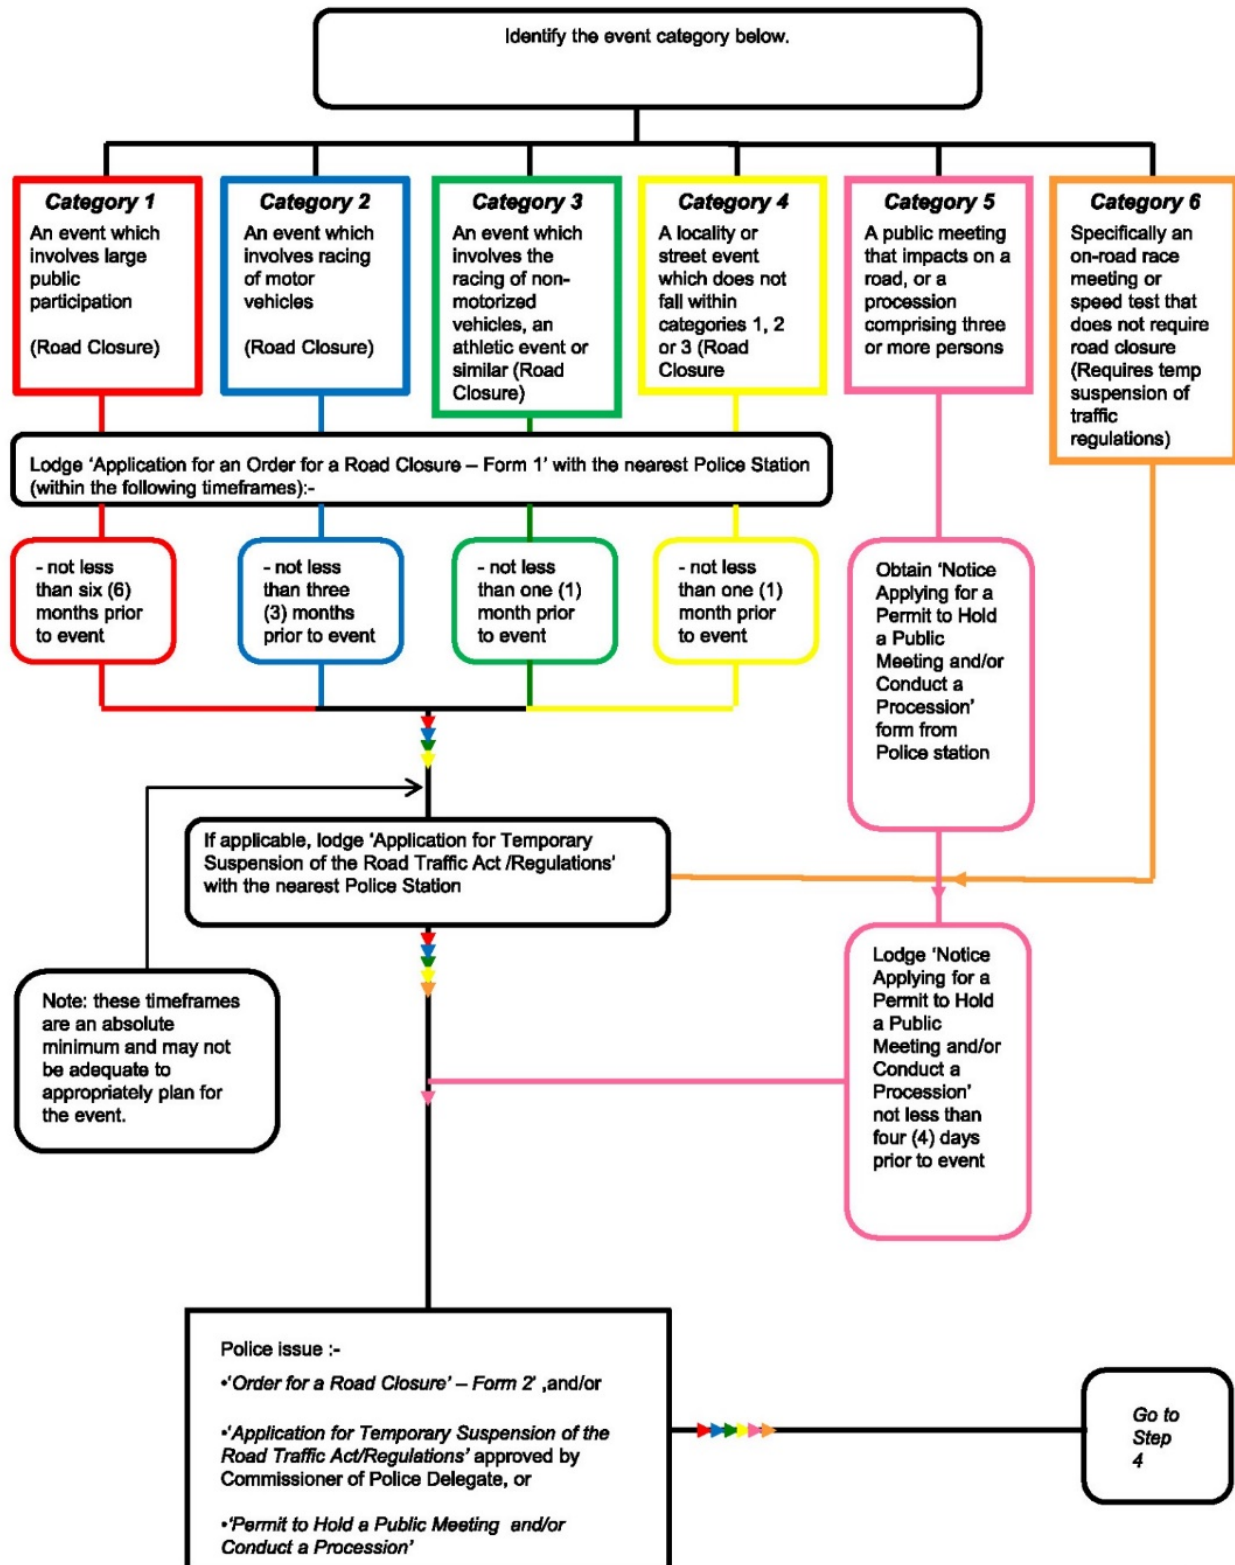 Identify the event category below.
Category 1
An event which
involves large
public
participation
(Road Closure)
Category 2
An event which
involves racing
of motor
vehicles
(Road Closure)
Category 3
An event which
involves the
racing of non-
motorized
vehicles, an
athletic event or
similar (Road
Closure)
Category 4
A locality or
street event
which does not
fall within
categories 1, 2
or 3 (Road
Closure
Category 5
A public meeting
that impacts on a
road, or a
procession
comprising three
or more persons
Category 6
Specifically an
on-road race
meeting or
speed test that
does not require
road closure
(Requires temp
suspension of
traffic
regulations)
Lodge ‘Application for an Order for a Road Closure – Form 1’ with the nearest Police Station
(within the following timeframes):-
- not less
than six (6)
months prior
to event
- not less
than three
(3) months
prior to event
- not less
than one (1)
month prior
to event
- not less
than one (1)
month prior
to event
Obtain ‘Notice
Applying for a
Permit to Hold
a Public
Meeting and/or
Conduct a
Procession’
form from
Police station
If applicable, lodge ‘Application for Temporary
Suspension of the Road Traffic Act /Regulations’
with the nearest Police Station
Lodge ‘Notice
Applying for a
Permit to Hold
a Public
Meeting and/or
Conduct a
Procession’
not less than
four (4) days
prior to event
Note: these timeframes
are an absolute
minimum and may not
be adequate to
appropriately plan for
the event.
Police issue :-
•‘Order for a Road Closure’ – Form 2’ ,and/or
•‘Application for Temporary Suspension of the
Road Traffic Act/Regulations’ approved by
Commissioner of Police Delegate, or
•‘Permit to Hold a Public Meeting and/or
Conduct a Procession’
Go to
Step
4